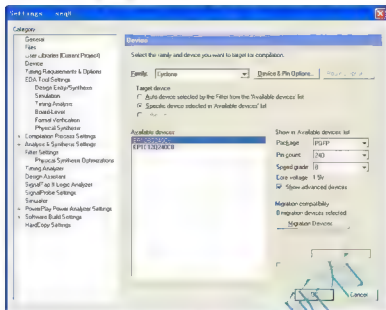 Settings - seq8
Category:
General
Files
User Libraries (Current Project)
Device
Timing Requirements & Options
EDA Tool Settings
Design Entry/Synthesis
Simulation
Timing Analysis
Board-Level
Formal Verification
Physical Synthesis
Compilation Process Settings
Analysis & Synthesis Settings
Fitter Settings
Physical Synthesis Optimizations
Timing Analyzer
Design Assistant
SignalTap II Logic Analyzer
SignalProbe Settings
Simulator
PowerPlay Power Analyzer Settings
Software Build Settings
HardCopy Settings
Device
Select the family and device you want to target for compilation.
Family: Cyclone
Device & Pin Options...
Target device
Auto device selected by the Fitter from the 'Available devices' list
Specific device selected in 'Available devices' list
Available devices:
EP1C12Q240C8
Show in 'Available devices' list
Package: PQFP
Pin count: 240
Speed grade: 8
Core voltage: 1.5V
Show advanced devices
Migration compatibility
0 migration devices selected
Migration Devices...
OK
Cancel